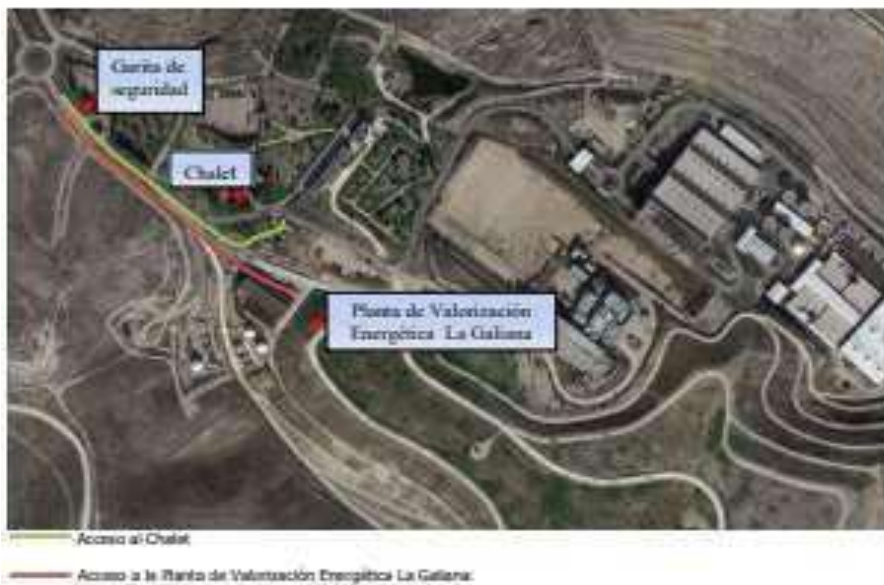 Garita de
seguridad
Chalet
Planta de Valorización
Energética La Galiana
Acceso al Chalet
Acceso a la Planta de Valorización Energética La Galiana